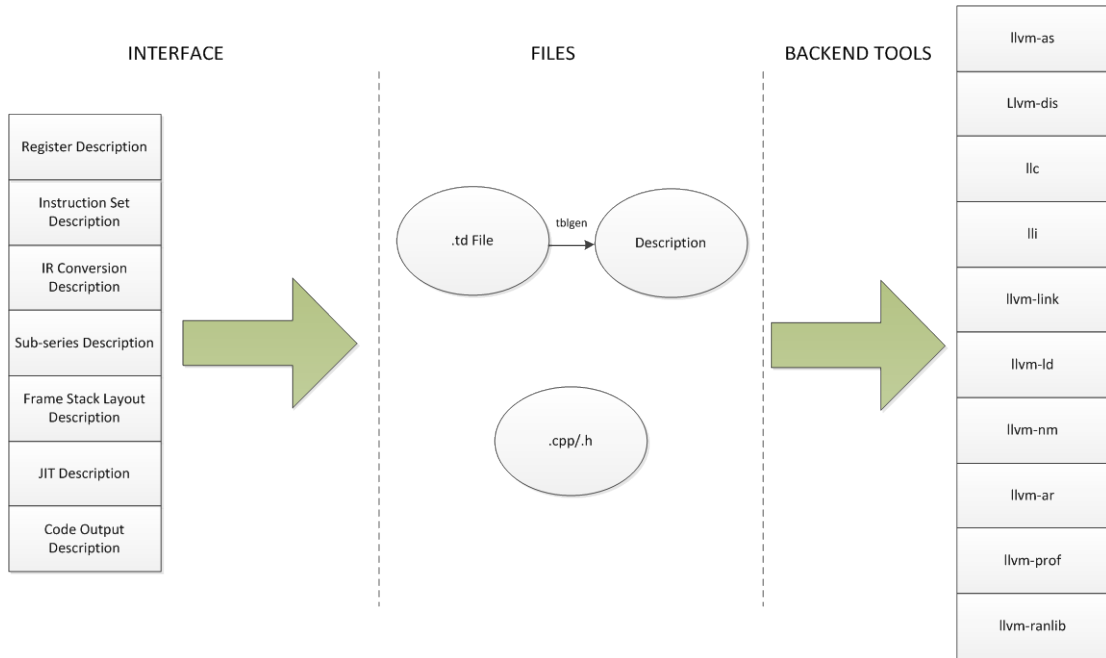 INTERFACE
FILES
BACKEND TOOLS
Register Description
Instruction Set
Description
IR Conversion
Description
Sub-series Description
Frame Stack Layout
Description
JIT Description
Code Output
Description
.td File
tblgen
Description
.cpp/.h
llvm-as
Llvm-dis
llc
lli
llvm-link
llvm-ld
llvm-nm
llvm-ar
llvm-prof
llvm-ranlib